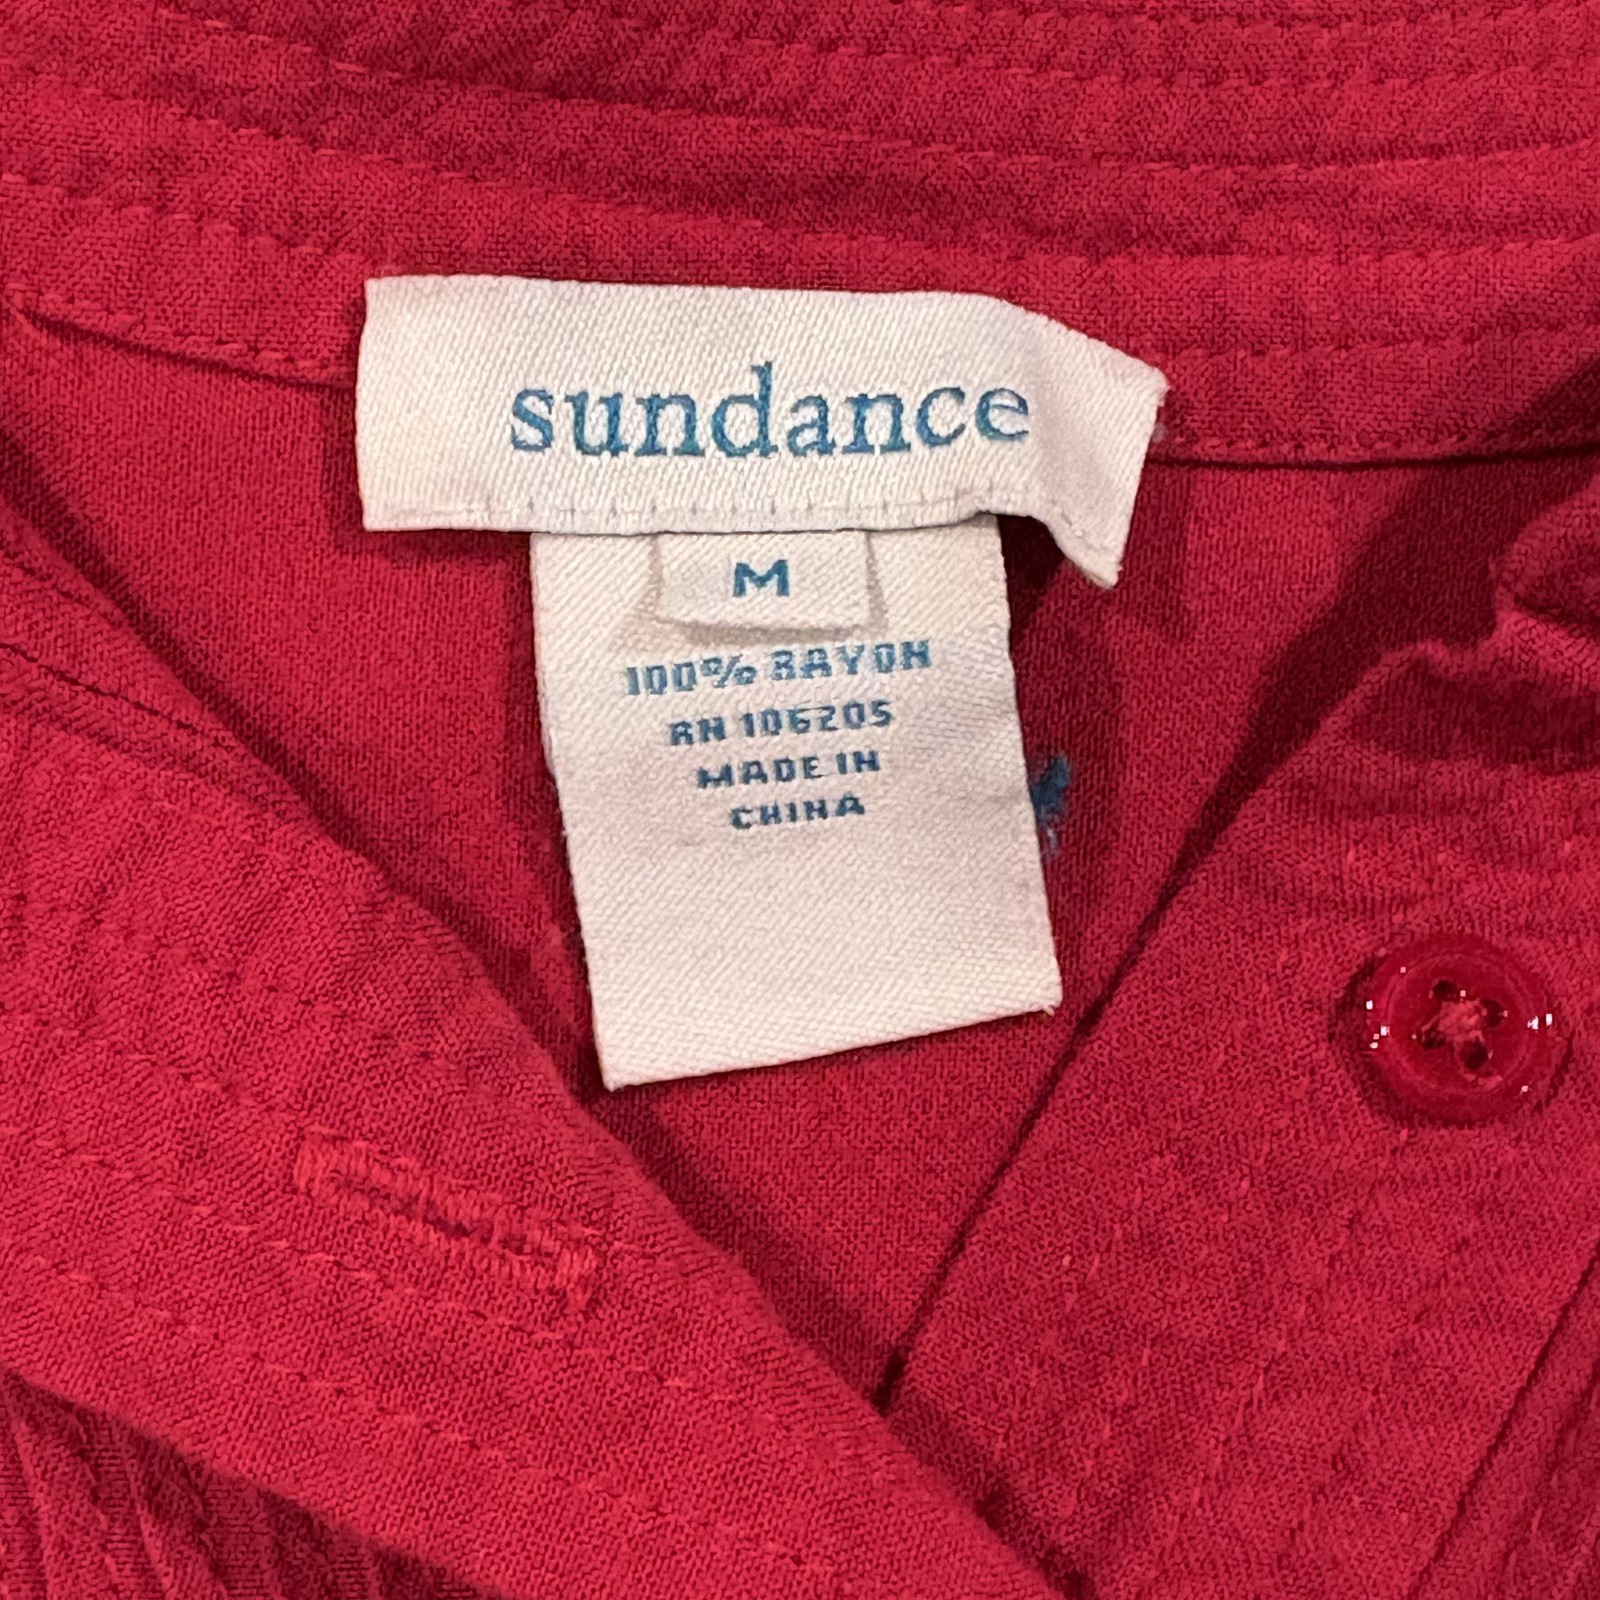 sundance
M
100% RAYON
RN 106205
MADE IN
CHINA